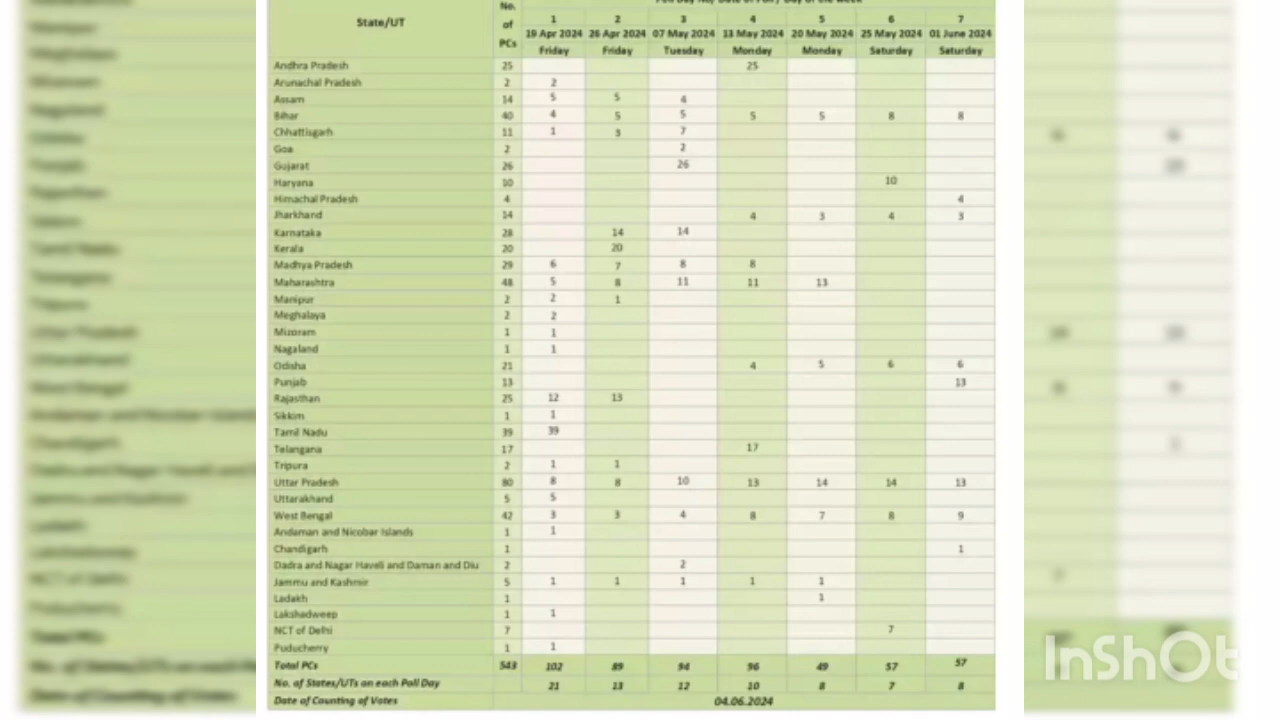 State/UT No. of PCs
1 2 3 4 5 6 7
19 Apr 2024 26 Apr 2024 07 May 2024 13 May 2024 20 May 2024 25 May 2024 01 June 2024
Friday Friday Tuesday Monday Monday Saturday Saturday
Andhra Pradesh 25 25
Arunachal Pradesh 2 2
Assam 14 5 5 4
Bihar 40 4 5 5 5 5 8 8
Chhattisgarh 11 1 3 7
Goa 2 2
Gujarat 26 26
Haryana 10 10
Himachal Pradesh 4 4
Jharkhand 14 4 3 4 3
Karnataka 28 14 14
Kerala 20 20
Madhya Pradesh 29 6 7 8 8
Maharashtra 48 5 8 11 11 13
Manipur 2 2 1
Meghalaya 2 2
Mizoram 1 1
Nagaland 1 1
Odisha 21 4 5 6 6
Punjab 13 13
Rajasthan 25 12 13
Sikkim 1 1
Tamil Nadu 39 39
Telangana 17 17
Tripura 2 1 1
Uttar Pradesh 80 8 8 10 13 14 14 13
Uttarakhand 5 5
West Bengal 42 3 3 4 8 7 8 9
Andaman and Nicobar Islands 1 1
Chandigarh 1 1
Dadra and Nagar Haveli and Daman and Diu 2 2
Jammu and Kashmir 5 1 1 1 1 1
Ladakh 1 1
Lakshadweep 1 1
NCT of Delhi 7 7
Puducherry 1 1
Total PCs 543 102 89 94 96 49 57 57
No. of States/UTs on each Poll Day 21 13 12 10 8 7 8
Date of Counting of Votes 04.06.2024
InShOt